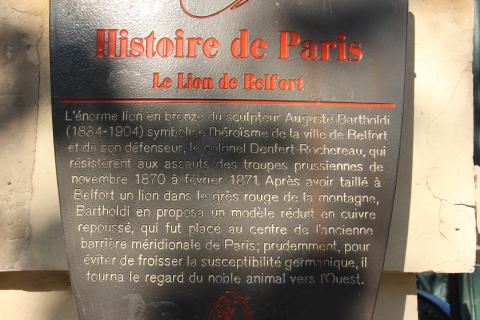 Histoire de Paris
Le Lion de Belfort
L'énorme lion en bronze du sculpteur Auguste Bartholdi
(1834-1904) symbolise l'héroïsme de la ville de Belfort
et de son défenseur, le colonel Denfert-Rochereau, qui
résistèrent aux assauts des troupes prussiennes de
novembre 1870 à février 1871. Après avoir taillé à
Belfort un lion dans le grès rouge de la montagne,
Bartholdi en proposa un modèle réduit en cuivre
repoussé, qui fut placé au centre de l'ancienne
barrière méridionale de Paris; prudemment, pour
éviter de froisser la susceptibilité germanique, il
tourna le regard du noble animal vers l'Ouest.